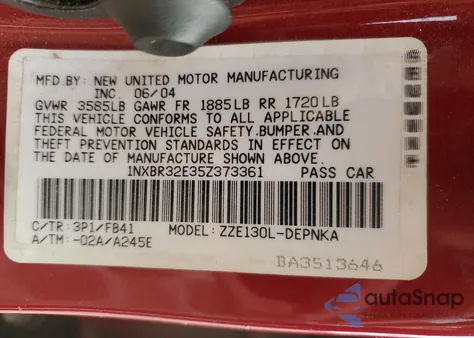 MFD. BY: NEW UNITED MOTOR MANUFACTURING
INC. 06/04
GVWR 3585LB GAWR FR 1885LB RR 1720LB
THIS VEHICLE CONFORMS TO ALL APPLICABLE
FEDERAL MOTOR VEHICLE SAFETY,BUMPER,AND
THEFT PREVENTION STANDARDS IN EFFECT ON
THE DATE OF MANUFACTURE SHOWN ABOVE.
1NXBR32E35Z373361 PASS CAR
C/TR: 3P1/FB41 MODEL: ZZE130L-DEPNKA
A/TM: -02A/A245E
BA3513646
autoSnap